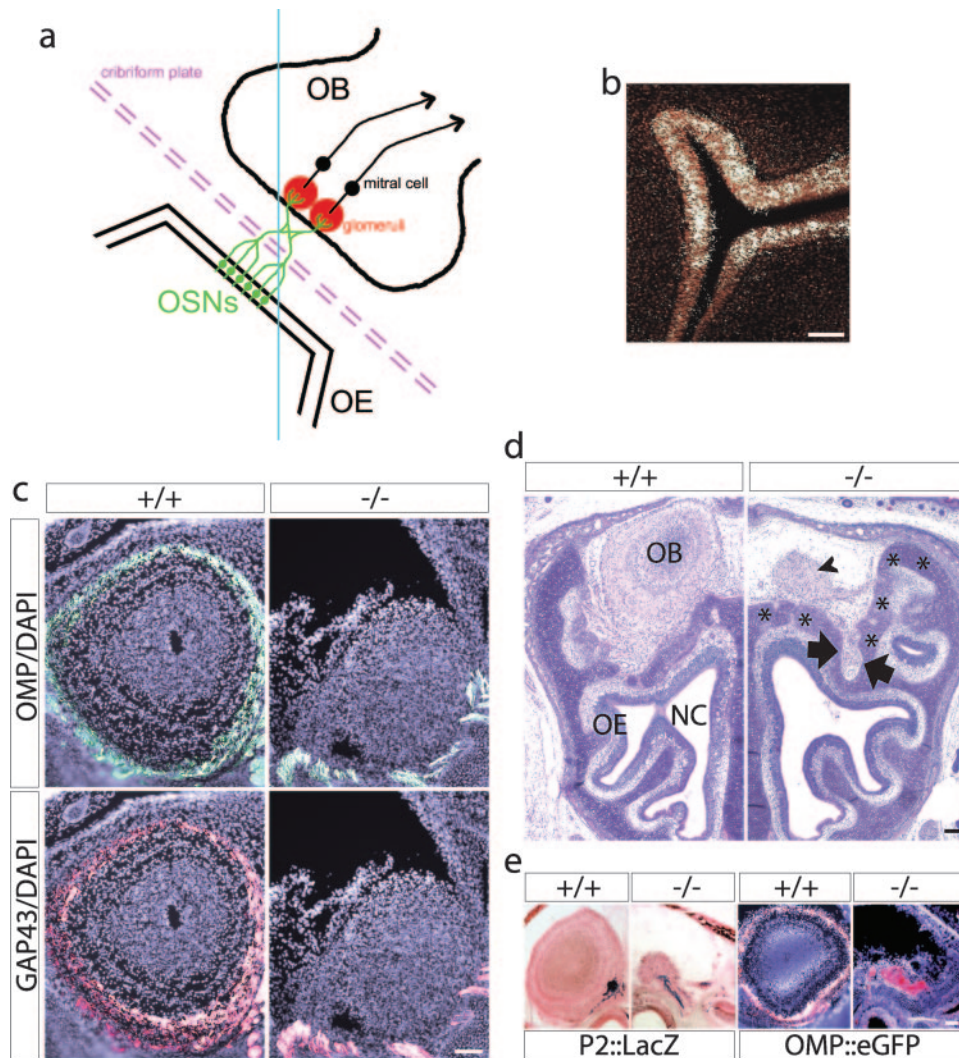 a
cribriform plate
OB
mitral cell
glomeruli
OSNs
OE
b
c
+/+
-/-
OMP/DAPI
GAP43/DAPI
d
+/+
-/-
OB
*
*
*
*
*
*
OE
NC
e
+/+
-/-
+/+
-/-
P2::LacZ
OMP::eGFP